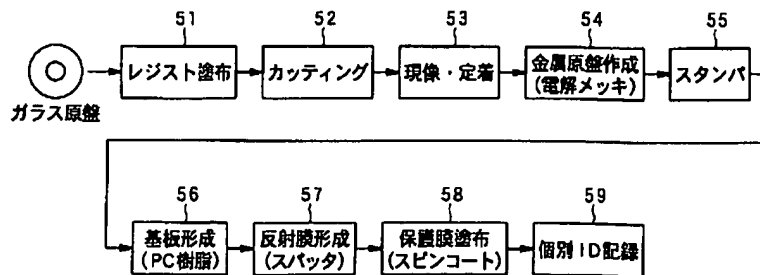 51
52
53
54
55
レジスト塗布
カッティング
現像・定着
金属原盤作成
(電解メッキ)
スタンパ
ガラス原盤
56
57
58
59
基板形成
(PC樹脂)
反射膜形成
(スパッタ)
保護膜塗布
(スピンコート)
個別ID記録